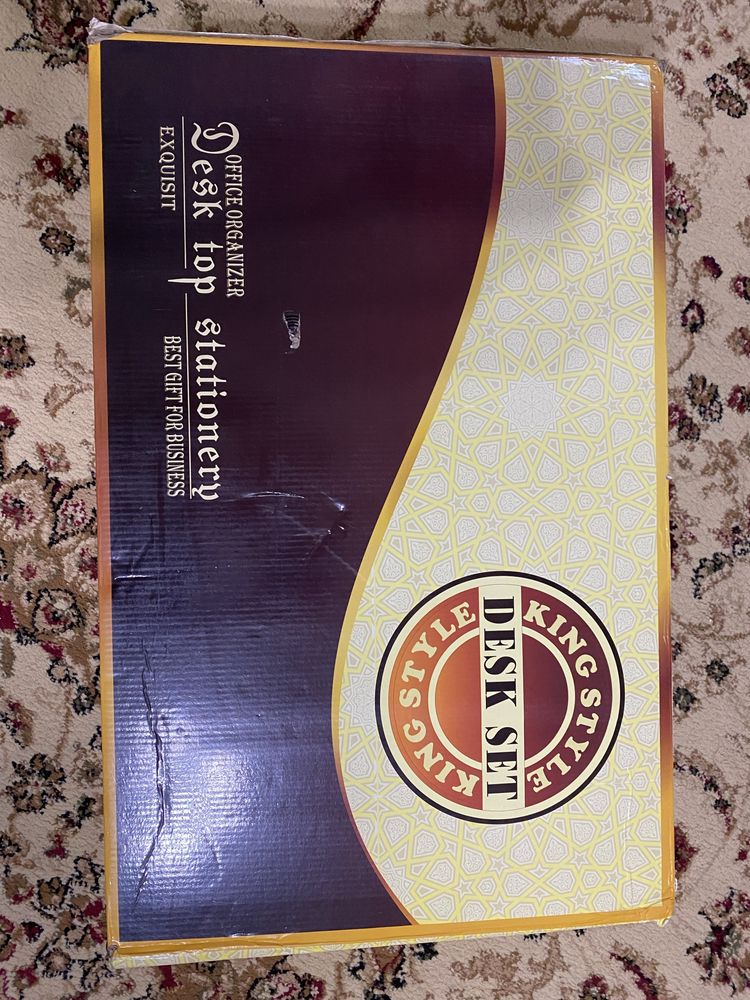 KING STYLE
DESK SET
KING STYLE
OFFICE ORGANIZER
Desk top stationery
EXQUISIT
BEST GIFT FOR BUSINESS